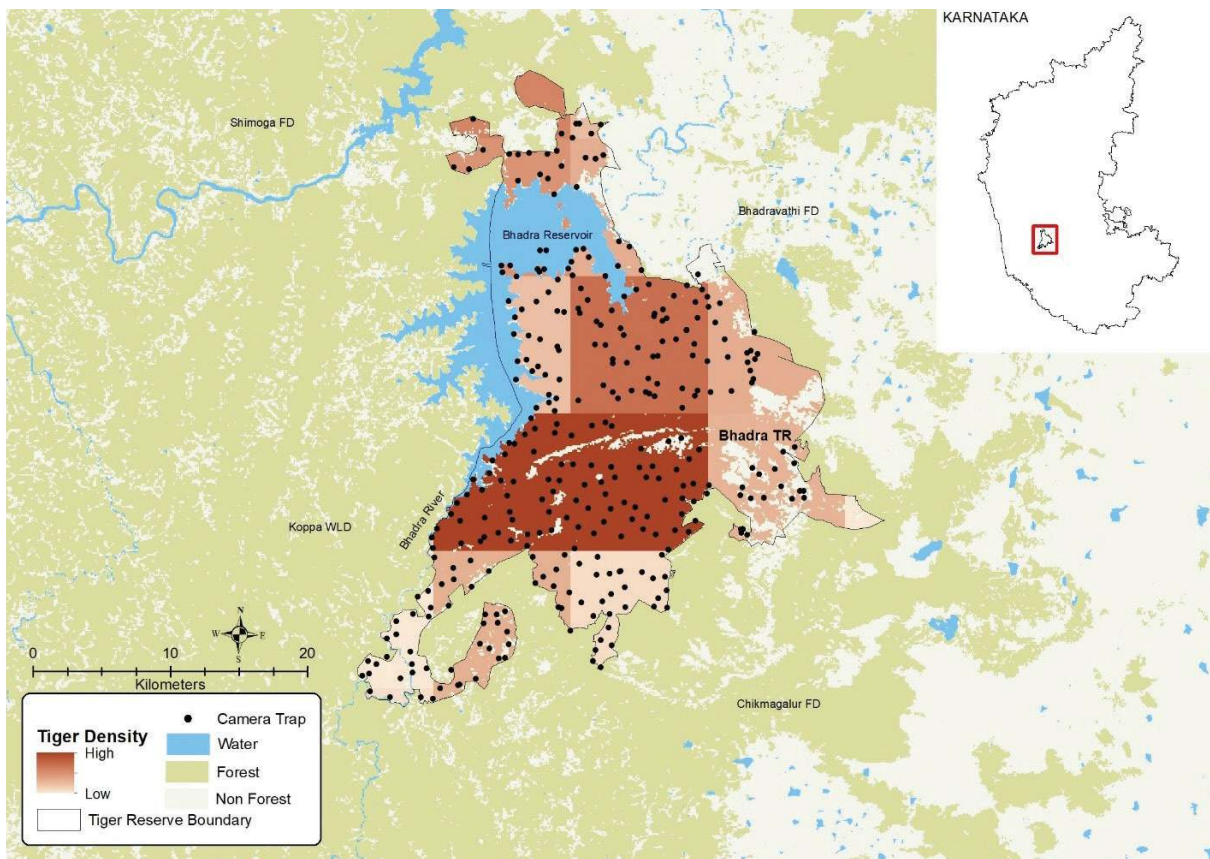 KARNATAKA
Shimoga FD
Bhadravathi FD
Bhadra Reservoir
Bhadra TR
Koppa WLD
Bhadra River
N
W E
S
0 10 20
Kilometers
Chikmagalur FD
Tiger Density
High
Low
Tiger Reserve Boundary
Camera Trap
Water
Forest
Non Forest